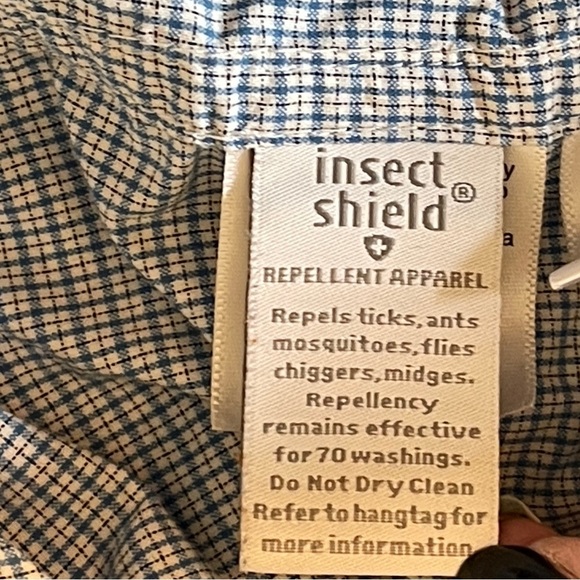 insect
shield®
REPELLENT APPAREL
Repels ticks, ants
mosquitoes, flies
chiggers, midges.
Repellency
remains effective
for 70 washings.
Do Not Dry Clean
Refer to hangtag for
more information